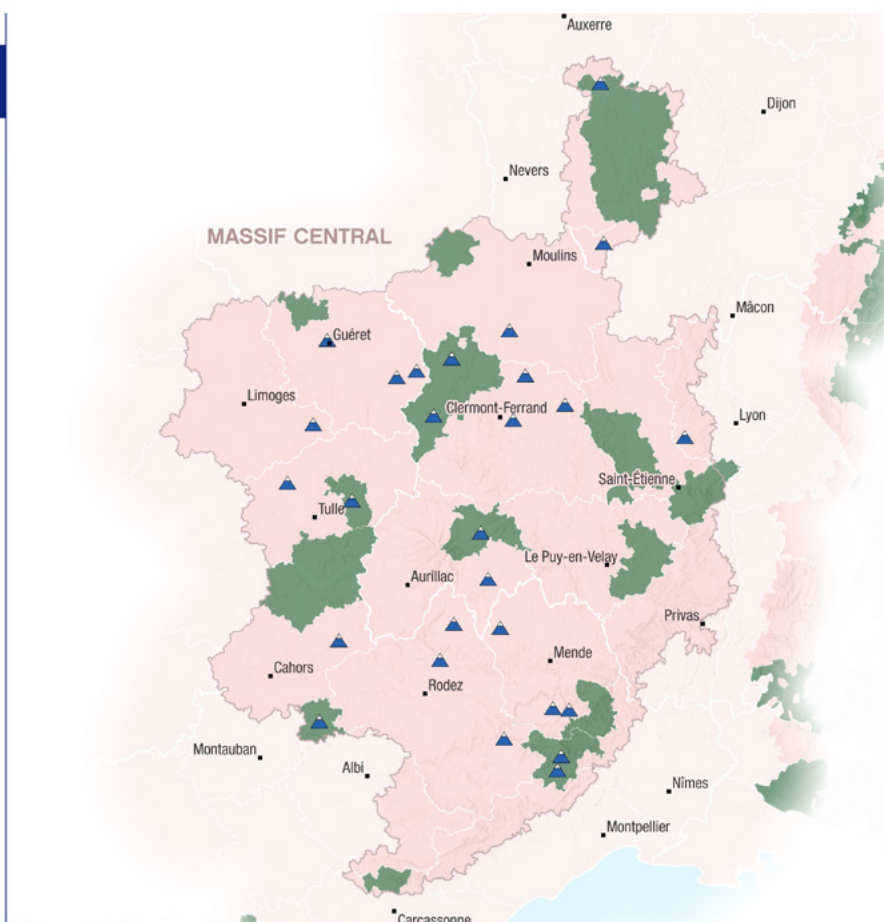 Auxerre
Dijon
Nevers
MASSIF CENTRAL
Moulins
Mâcon
Guéret
Limoges
Clermont-Ferrand
Lyon
Saint-Étienne
Tulle
Le Puy-en-Velay
Aurillac
Privas
Mende
Cahors
Rodez
Montauban
Albi
Nîmes
Montpellier
Carcassonne